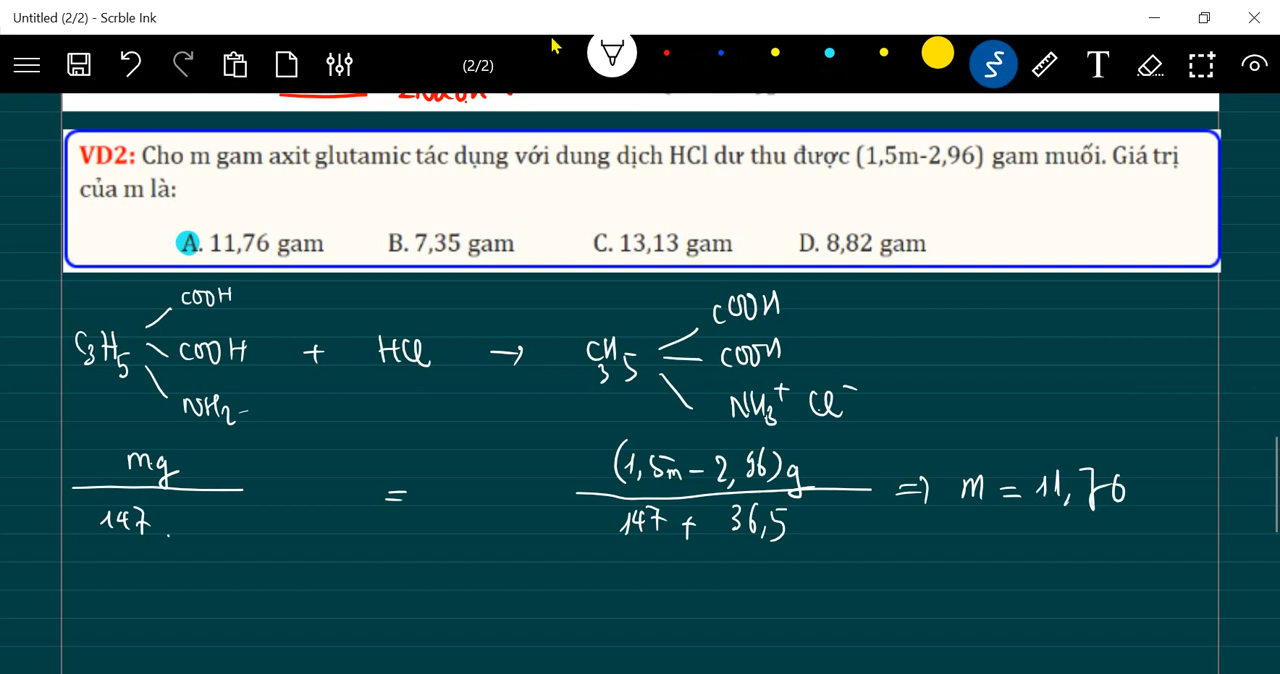 Untitled (2/2) - Scrble Ink
(2/2)
VD2: Cho m gam axit glutamic tác dụng với dung dịch HCl dư thu được (1,5m-2,96) gam muối. Giá trị
của m là:
A. 11,76 gam B. 7,35 gam C. 13,13 gam D. 8,82 gam
COOH COOH
C3H5 COOH + HCl → CH35 COOH
NH2 NH3+ Cl-
mg / 147 = (1,5m - 2,96)g / 147 + 36,5 => m = 11,76